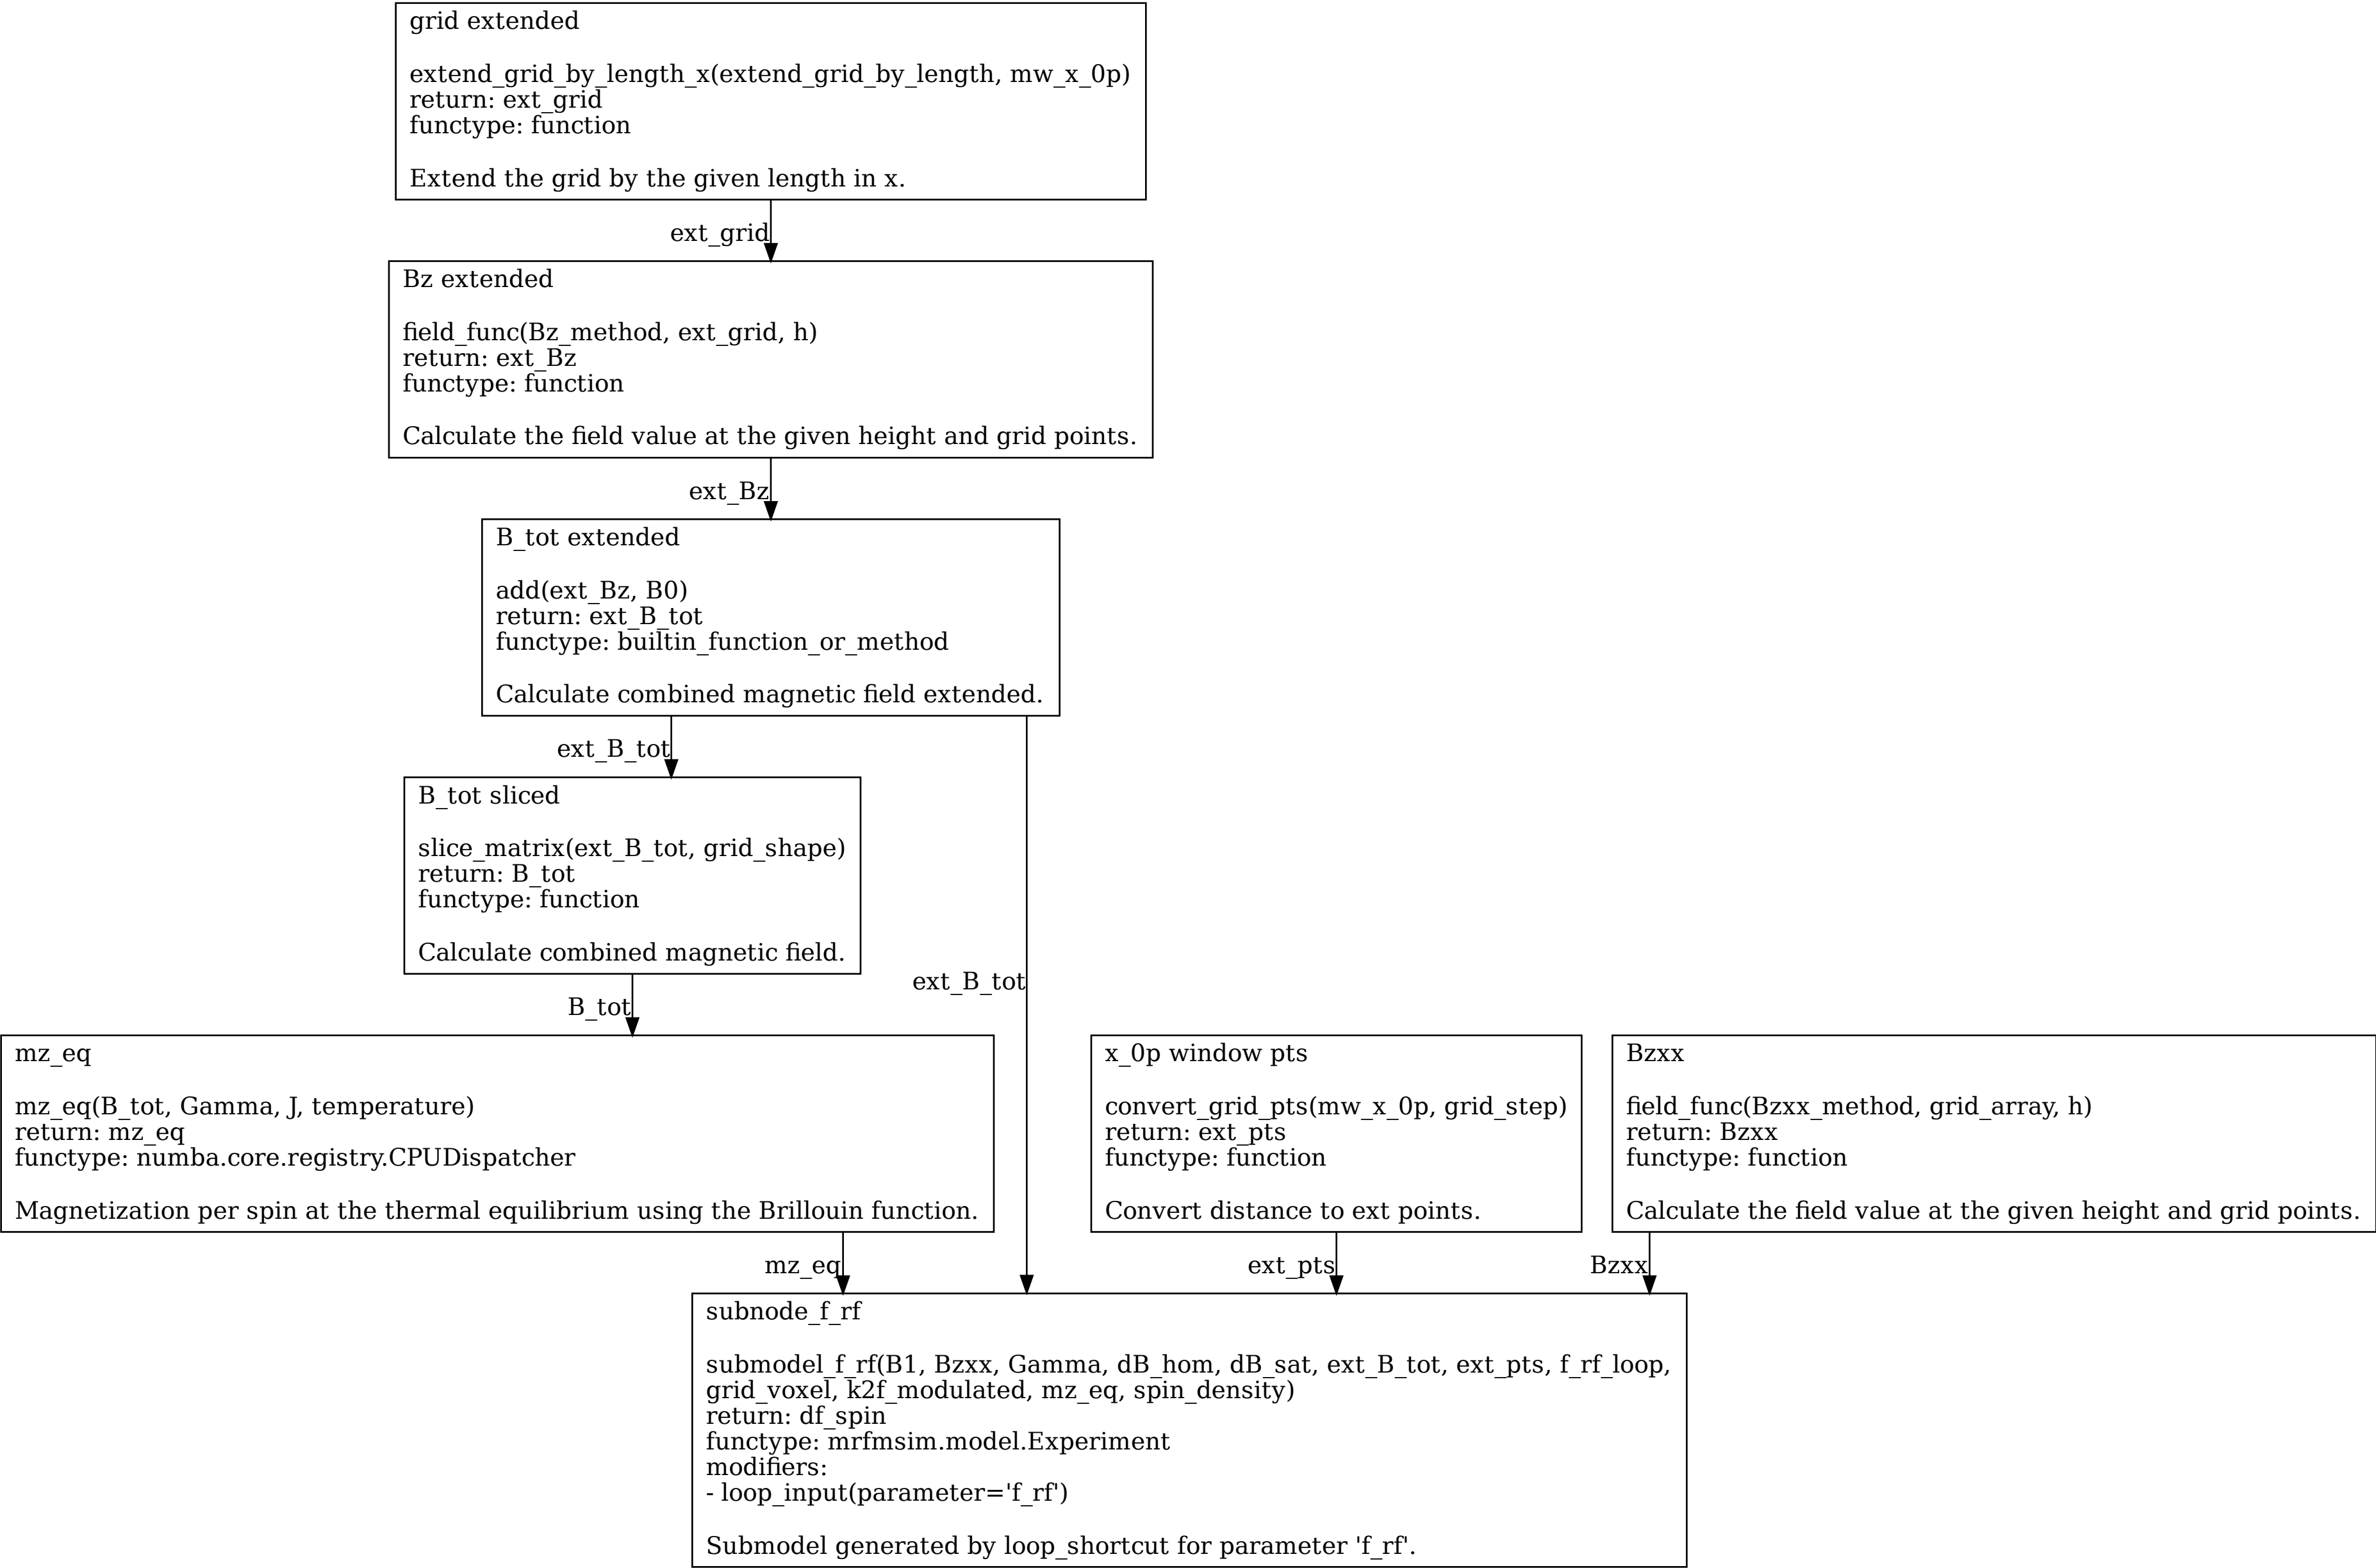 grid extended
extend_grid_by_length_x(extend_grid_by_length, mw_x_0p)
return: ext_grid
functype: function
Extend the grid by the given length in x.
ext_grid
Bz extended
field_func(Bz_method, ext_grid, h)
return: ext_Bz
functype: function
Calculate the field value at the given height and grid points.
ext_Bz
B_tot extended
add(ext_Bz, B0)
return: ext_B_tot
functype: builtin_function_or_method
Calculate combined magnetic field extended.
ext_B_tot
B_tot sliced
slice_matrix(ext_B_tot, grid_shape)
return: B_tot
functype: function
Calculate combined magnetic field.
ext_B_tot
B_tot
mz_eq
mz_eq(B_tot, Gamma, J, temperature)
return: mz_eq
functype: numba.core.registry.CPUDispatcher
Magnetization per spin at the thermal equilibrium using the Brillouin function.
x_0p window pts
convert_grid_pts(mw_x_0p, grid_step)
return: ext_pts
functype: function
Convert distance to ext points.
Bzxx
field_func(Bzxx_method, grid_array, h)
return: Bzxx
functype: function
Calculate the field value at the given height and grid points.
mz_eq
ext_pts
Bzxx
subnode_f_rf
submodel_f_rf(B1, Bzxx, Gamma, dB_hom, dB_sat, ext_B_tot, ext_pts, f_rf_loop,
grid_voxel, k2f_modulated, mz_eq, spin_density)
return: df_spin
functype: mrfmsim.model.Experiment
modifiers:
- loop_input(parameter='f_rf')
Submodel generated by loop_shortcut for parameter 'f_rf'.